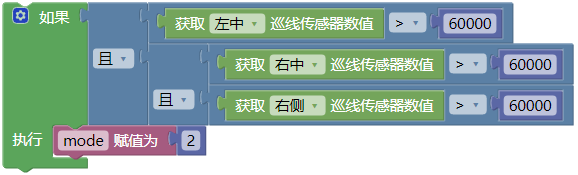 如果 获取 左中 巡线传感器数值 > 60000
且 获取 右中 巡线传感器数值 > 60000
且 获取 右侧 巡线传感器数值 > 60000
执行 mode 赋值为 2